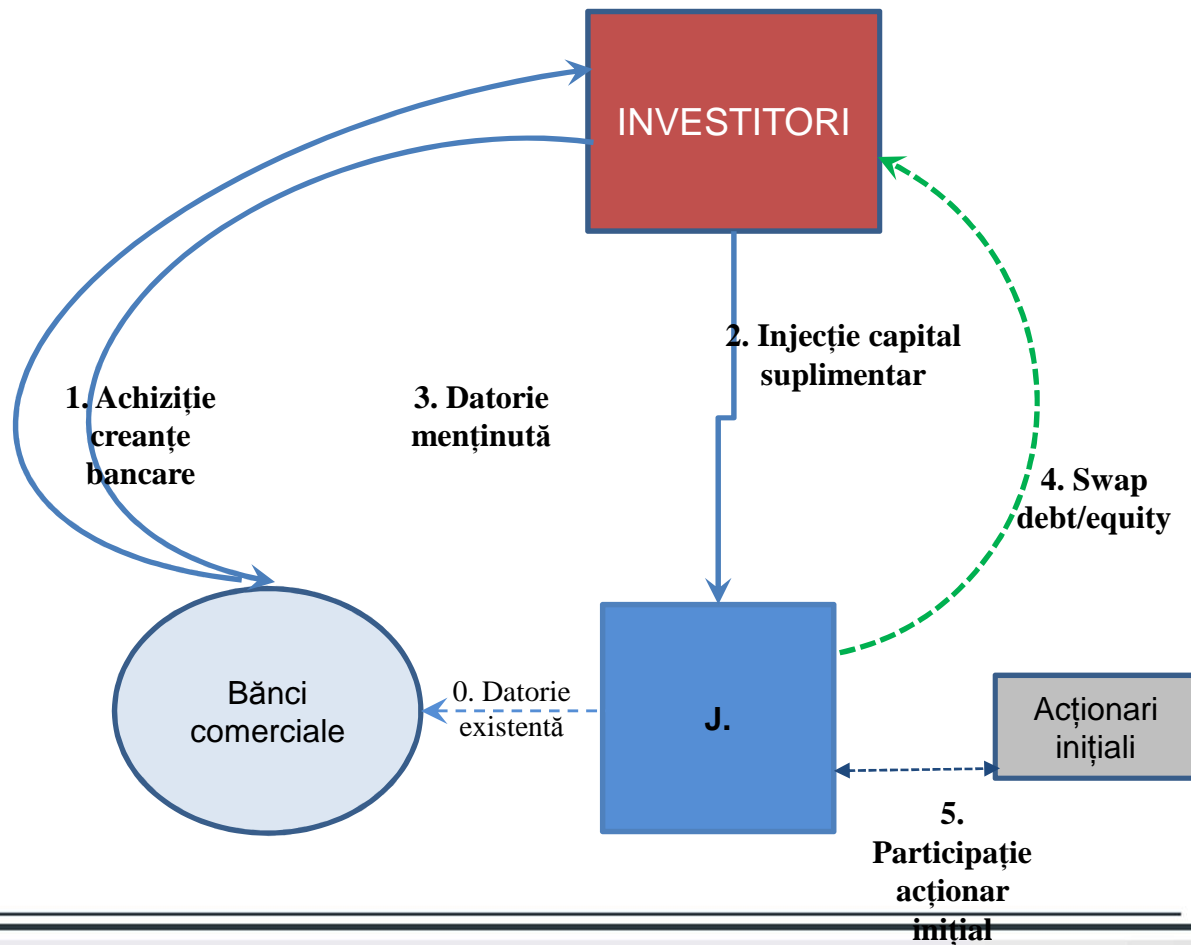 INVESTITORI
2. Injecție capital
suplimentar
1. Achiziție
creanțe
bancare
3. Datorie
menținută
4. Swap
debt/equity
Bănci
comerciale
0. Datorie
existentă
J.
Acționari
inițiali
5.
Participație
acționar
inițial